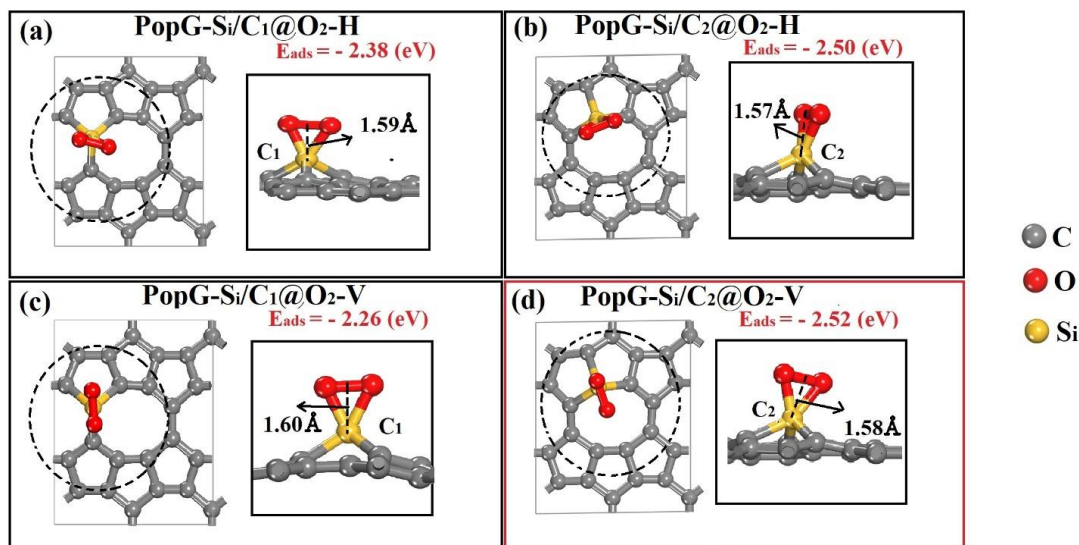 (a)
PopG-Si/C1@O2-H
Eads = - 2.38 (eV)
1.59Å
C1
(b)
PopG-Si/C2@O2-H
Eads = - 2.50 (eV)
1.57Å
C2
(c)
PopG-Si/C1@O2-V
Eads = - 2.26 (eV)
1.60Å
C1
(d)
PopG-Si/C2@O2-V
Eads = - 2.52 (eV)
C2
1.58Å
C
O
Si